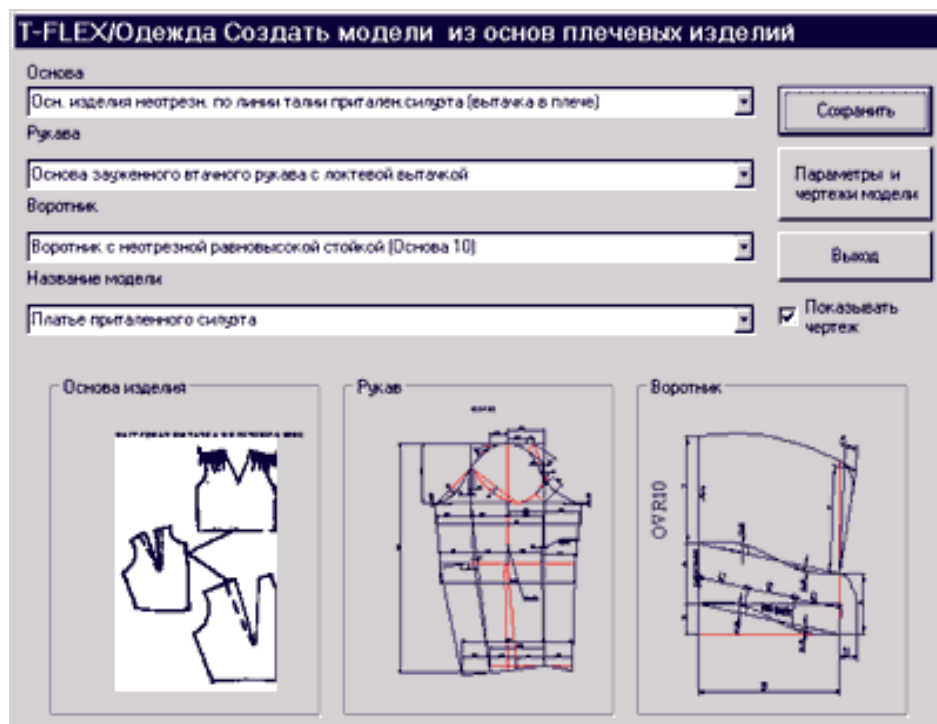 T-FLEX/Одежда Создать модели из основ плечевых изделий
Основа
Осн. изделия неотрезн. по линии талии притален.силуэта (вытачка в плече)
Сохранить
Рукава
Основа зауженного втачного рукава с локтевой вытачкой
Параметры и
чертежи модели
Воротник
Воротник с неотрезной равновысокой стойкой (Основа 10)
Выход
Название модели
Платье приталенного силуэта
Показывать
чертеж
Основа изделия
Рукав
Воротник
OVR10